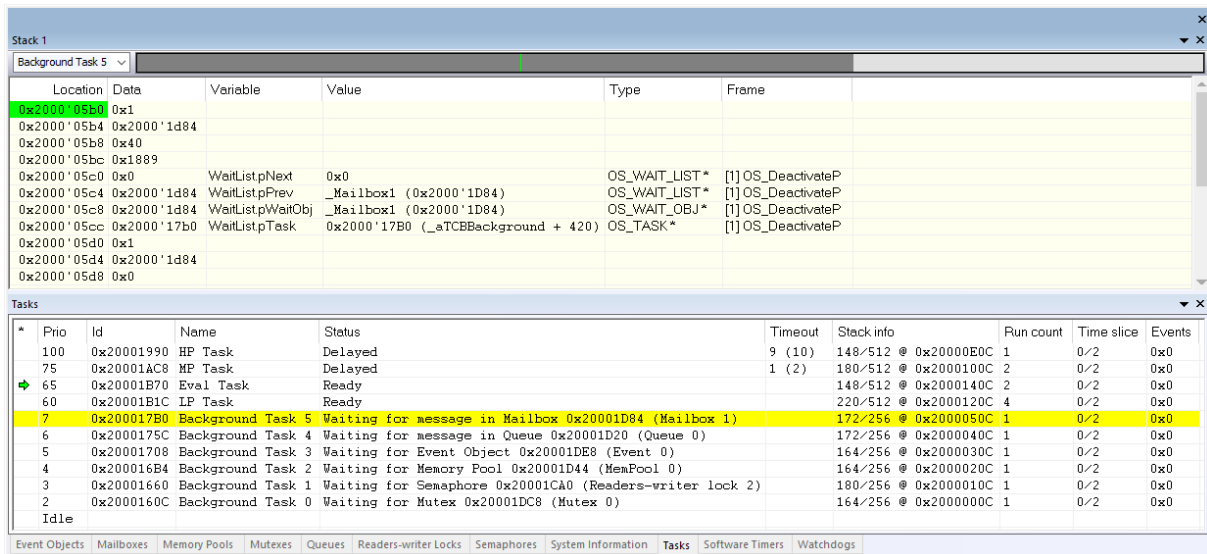 Stack 1
Background Task 5
Location Data Variable Value Type Frame
0x2000'05b0 0x1
0x2000'05b4 0x2000'1d84
0x2000'05b8 0x40
0x2000'05bc 0x1889
0x2000'05c0 0x0 WaitList.pNext 0x0 OS_WAIT_LIST* [1] OS_DeactivateP
0x2000'05c4 0x2000'1d84 WaitList.pPrev _Mailbox1 (0x2000'1D84) OS_WAIT_LIST* [1] OS_DeactivateP
0x2000'05c8 0x2000'1d84 WaitList.pWaitObj _Mailbox1 (0x2000'1D84) OS_WAIT_OBJ* [1] OS_DeactivateP
0x2000'05cc 0x2000'17b0 WaitList.pTask 0x2000'17B0 (_aTCBBackground + 420) OS_TASK* [1] OS_DeactivateP
0x2000'05d0 0x1
0x2000'05d4 0x2000'1d84
0x2000'05d8 0x0
Tasks
* Prio Id Name Status Timeout Stack info Run count Time slice Events
100 0x20001990 HP Task Delayed 9 (10) 148/512 @ 0x20000E0C 1 0/2 0x0
75 0x20001AC8 MP Task Delayed 1 (2) 180/512 @ 0x2000100C 2 0/2 0x0
65 0x20001B70 Eval Task Ready 148/512 @ 0x2000140C 2 0/2 0x0
60 0x20001B1C LP Task Ready 220/512 @ 0x2000120C 4 0/2 0x0
7 0x200017B0 Background Task 5 Waiting for message in Mailbox 0x20001D84 (Mailbox 1) 172/256 @ 0x2000050C 1 0/2 0x0
6 0x2000175C Background Task 4 Waiting for message in Queue 0x20001D20 (Queue 0) 172/256 @ 0x2000040C 1 0/2 0x0
5 0x20001708 Background Task 3 Waiting for Event Object 0x20001DE8 (Event 0) 164/256 @ 0x2000030C 1 0/2 0x0
4 0x200016B4 Background Task 2 Waiting for Memory Pool 0x20001D44 (MemPool 0) 164/256 @ 0x2000020C 1 0/2 0x0
3 0x20001660 Background Task 1 Waiting for Semaphore 0x20001CA0 (Readers-writer lock 2) 180/256 @ 0x2000010C 1 0/2 0x0
2 0x2000160C Background Task 0 Waiting for Mutex 0x20001DC8 (Mutex 0) 164/256 @ 0x2000000C 1 0/2 0x0
Idle
Event Objects Mailboxes Memory Pools Mutexes Queues Readers-writer Locks Semaphores System Information Tasks Software Timers Watchdogs